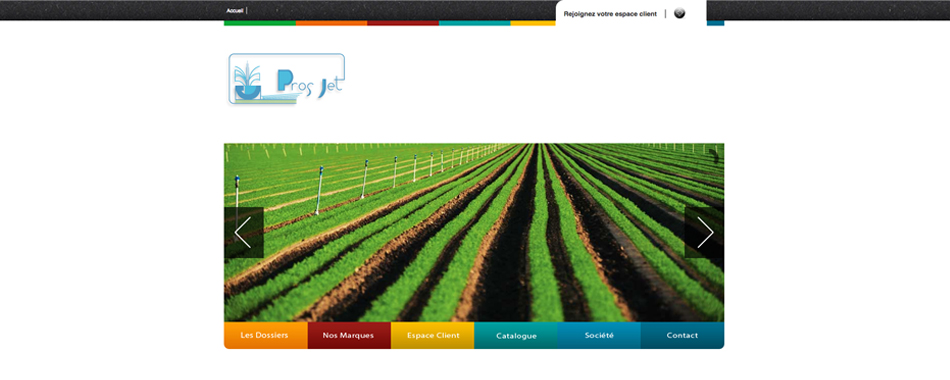 Accueil
Rejoignez votre espace client
Pros Jet
Les Dossiers
Nos Marques
Espace Client
Catalogue
Société
Contact